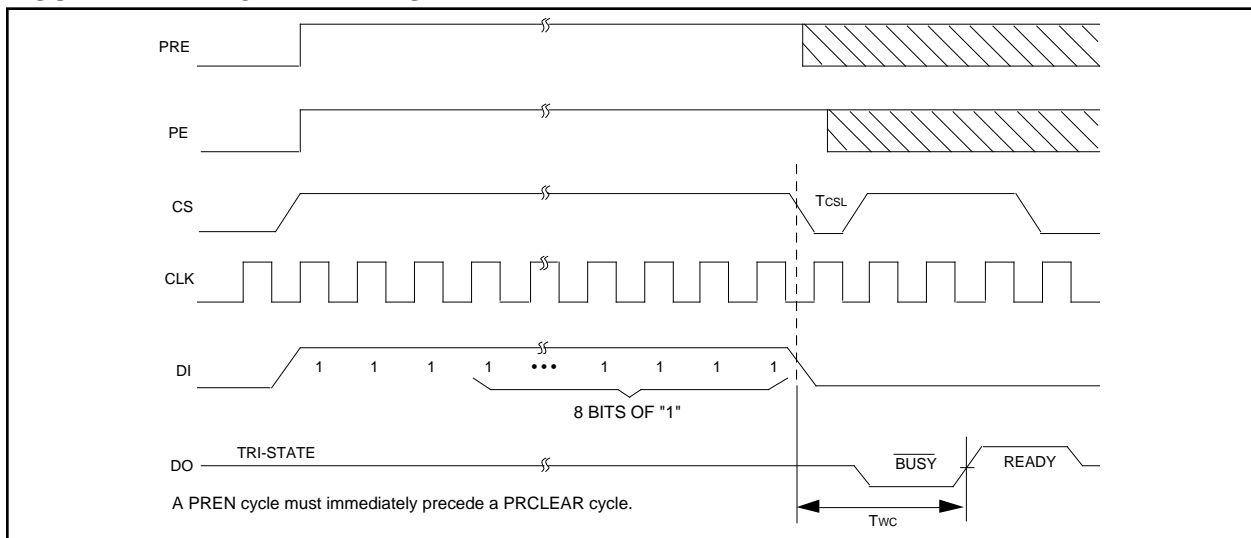 PRE
PE
CS
TCSL
CLK
DI
1 1 1 1 ••• 1 1 1 1
8 BITS OF "1"
DO
TRI-STATE
BUSY
READY
A PREN cycle must immediately precede a PRCLEAR cycle.
TWC